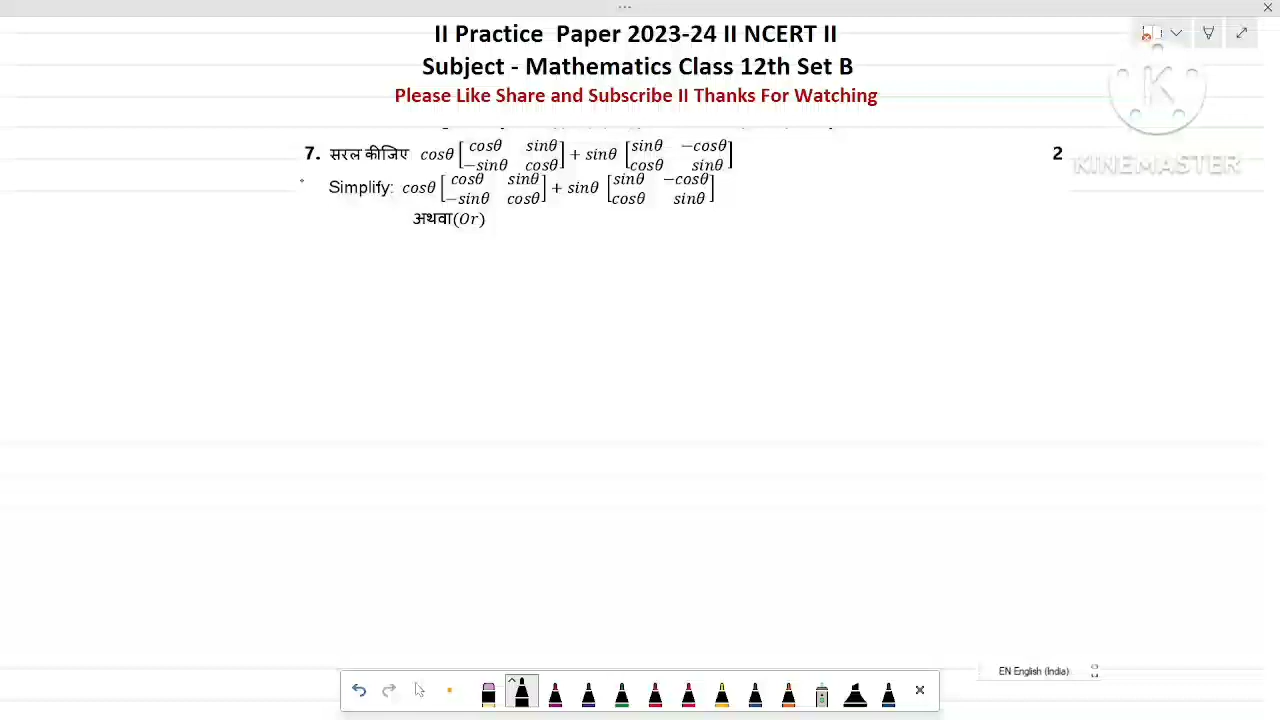 II Practice Paper 2023-24 II NCERT II
Subject - Mathematics Class 12th Set B
Please Like Share and Subscribe II Thanks For Watching
KINEMASTER
7. सरल कीजिए cosθ [cosθ sinθ -sinθ cosθ] + sinθ [sinθ -cosθ cosθ sinθ] 2
Simplify: cosθ [cosθ sinθ -sinθ cosθ] + sinθ [sinθ -cosθ cosθ sinθ]
अथवा(Or)
EN English (India)